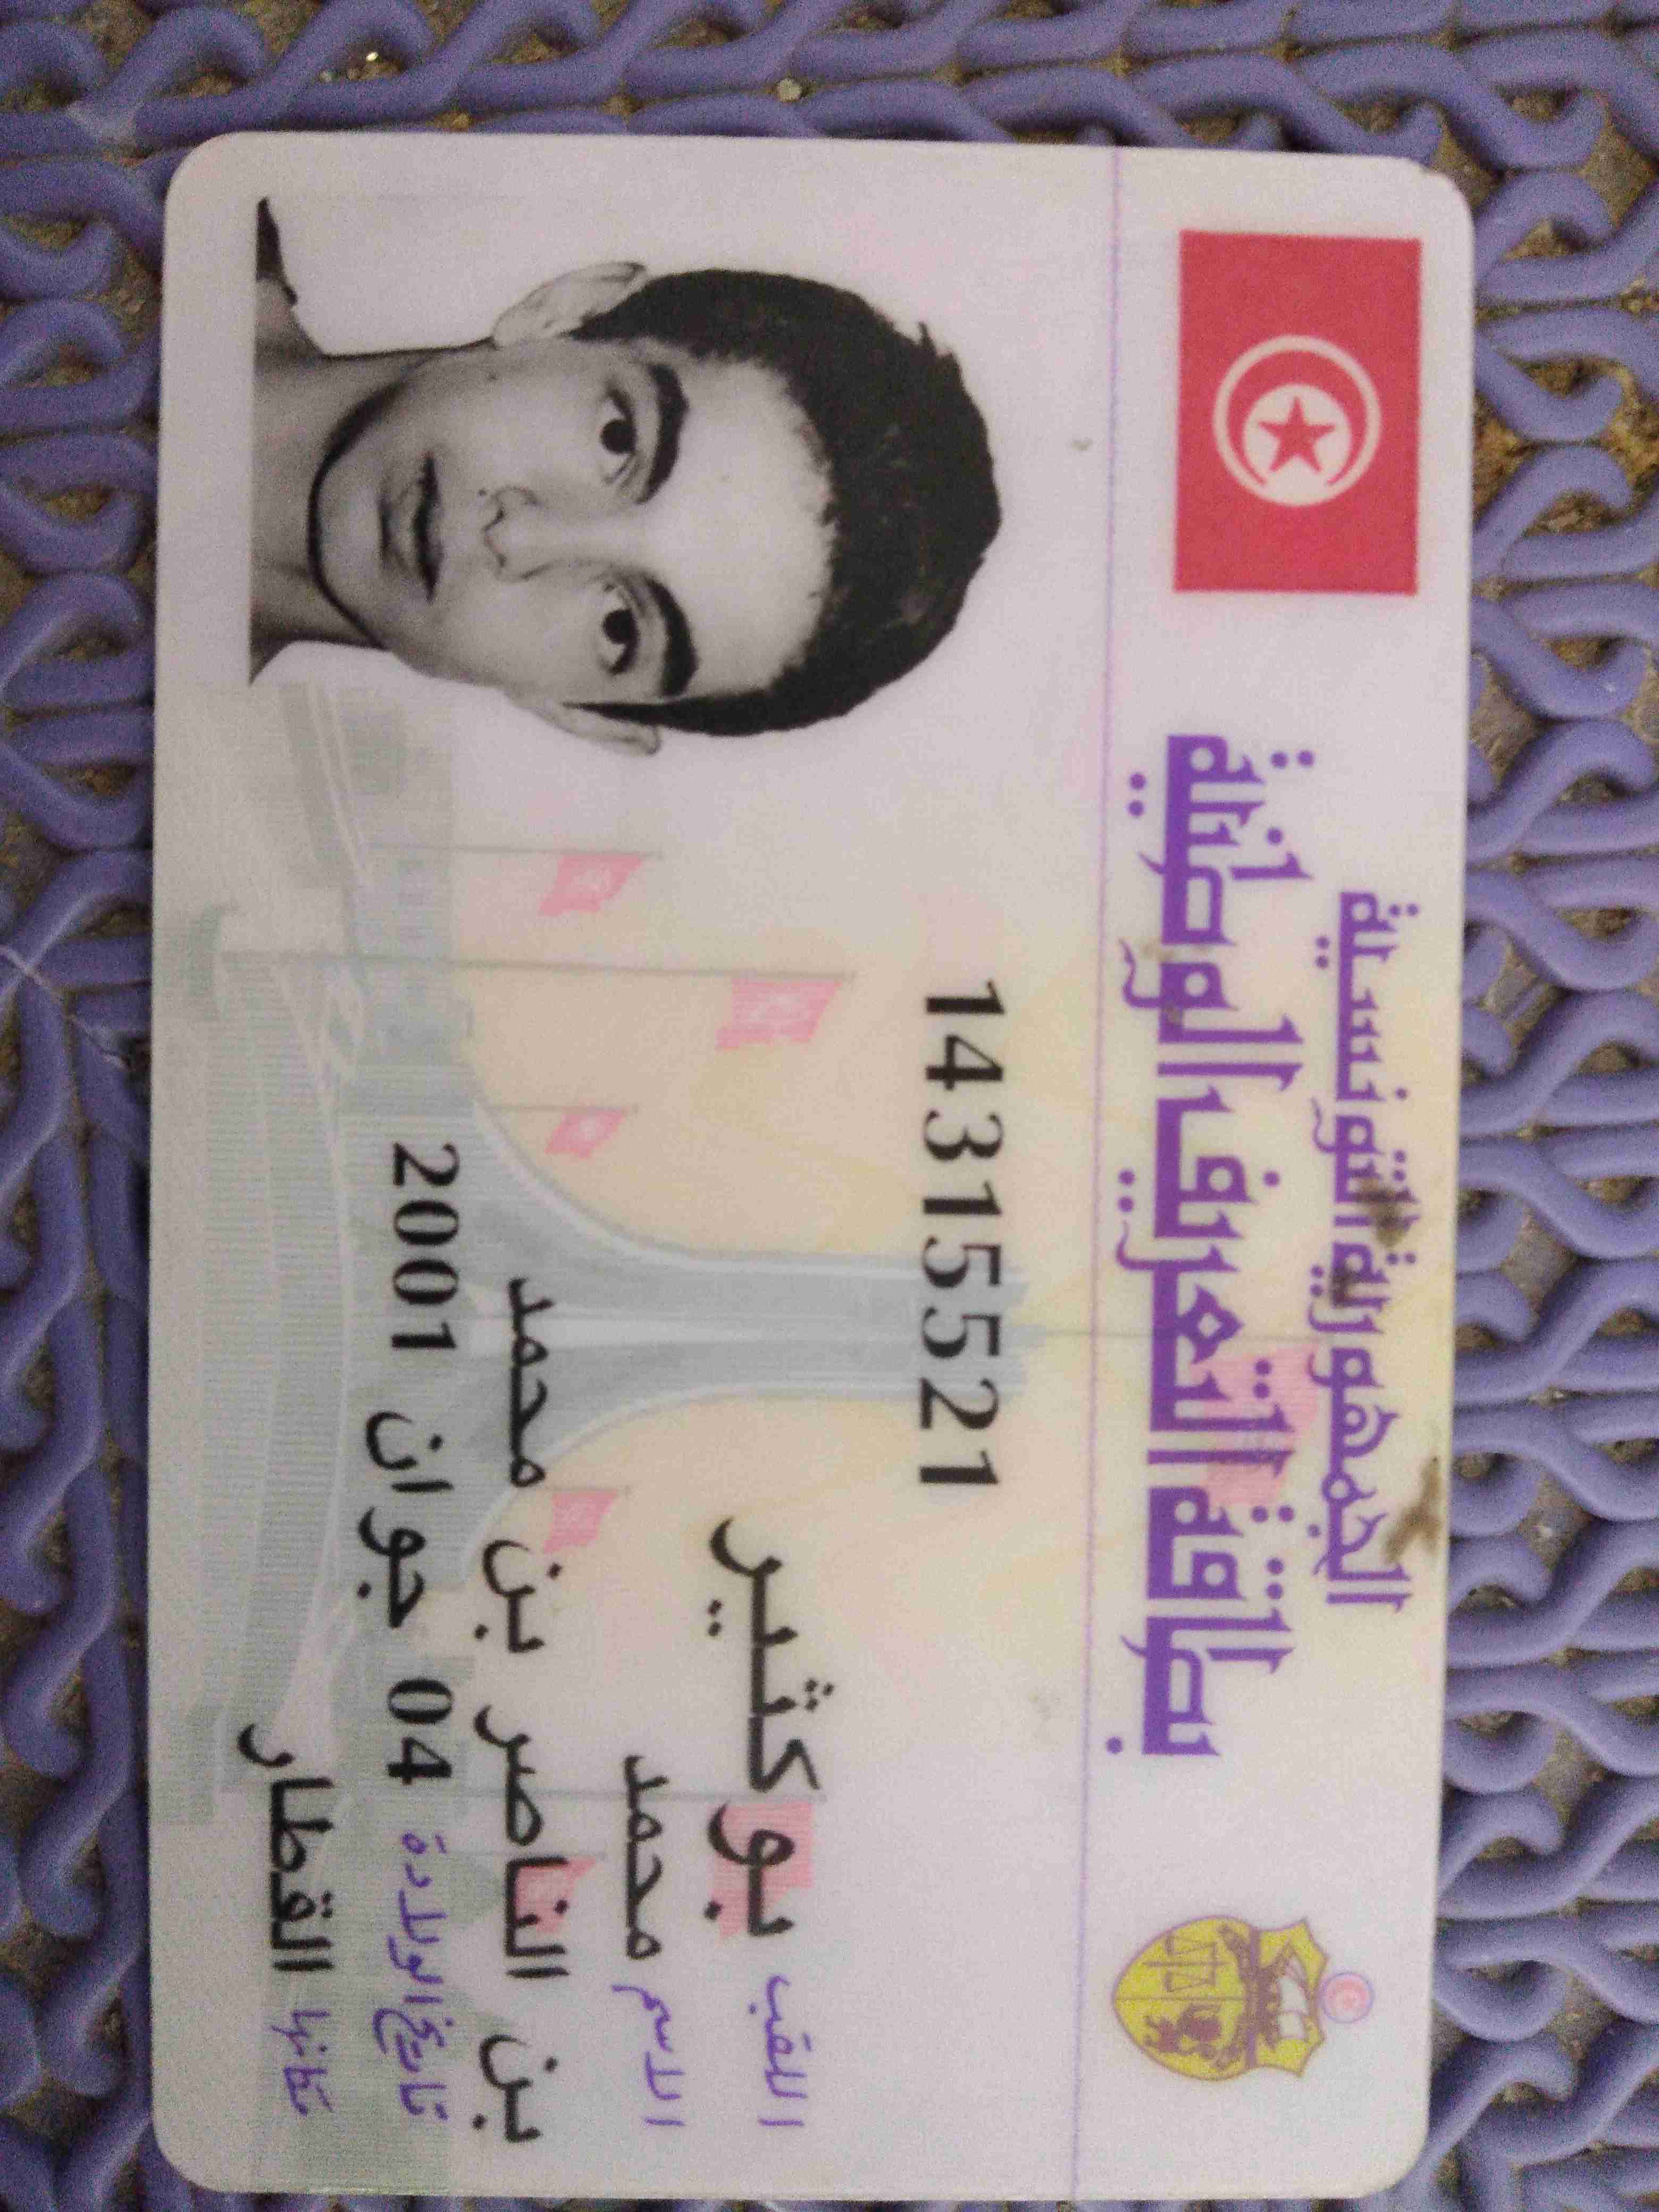 الجمهورية التونسية
بطاقة التعريف الوطنية
14315521
اللقب بو كثير
الاسم محمد
بن الناصر بن محمد
تاريخ الولادة 04 جوان 2001
مكانها القطار